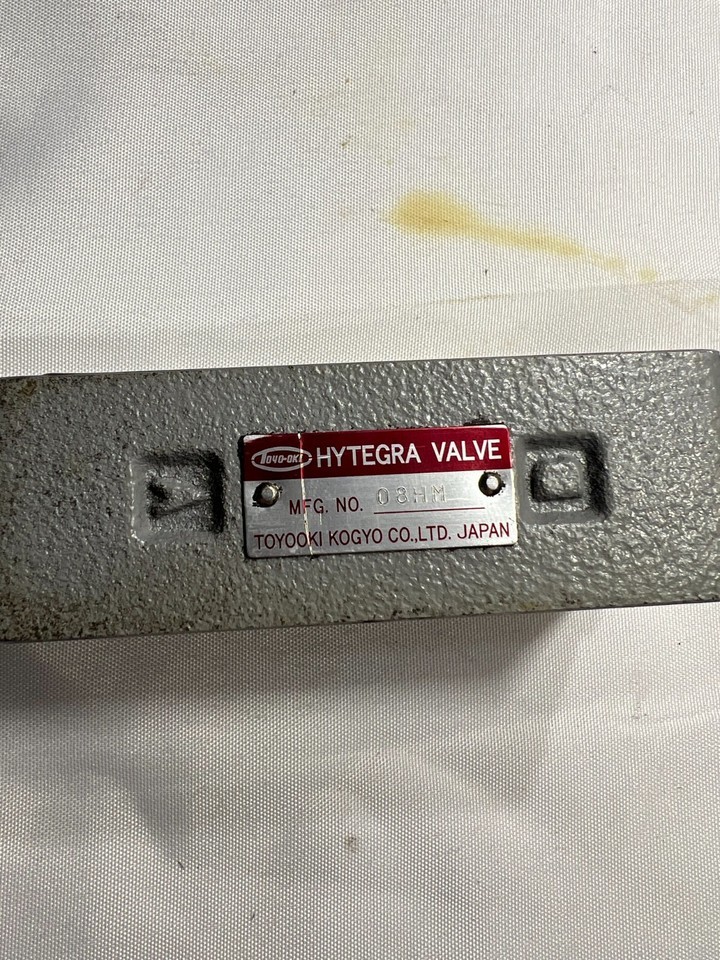 TOYO-OKI HYTEGRA VALVE
MFG. NO. 08HM
TOYOOKI KOGYO CO.,LTD. JAPAN